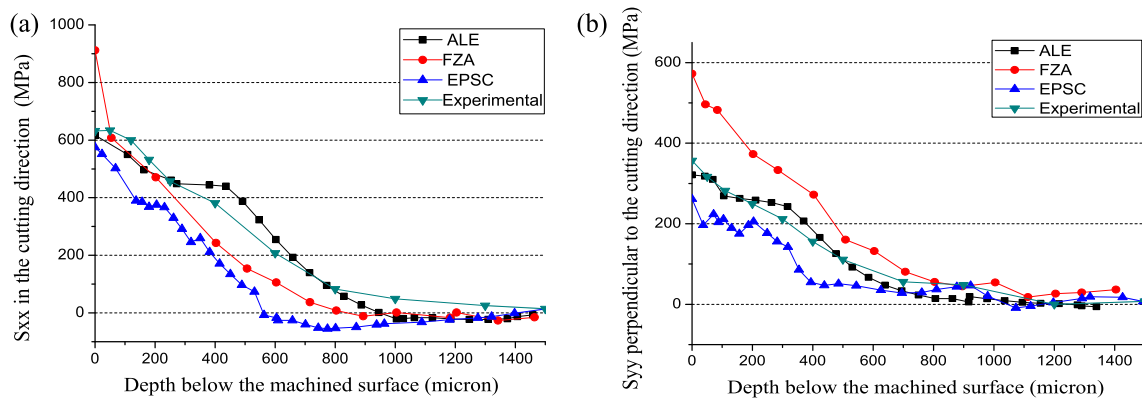 (a)
Sxx in the cutting direction (MPa)
1000
800
600
400
200
0
0 200 400 600 800 1000 1200 1400
Depth below the machined surface (micron)
ALE
FZA
EPSC
Experimental
(b)
Syy perpendicular to the cutting direction (MPa)
600
400
200
0
0 200 400 600 800 1000 1200 1400
Depth below the machined surface (micron)
ALE
FZA
EPSC
Experimental